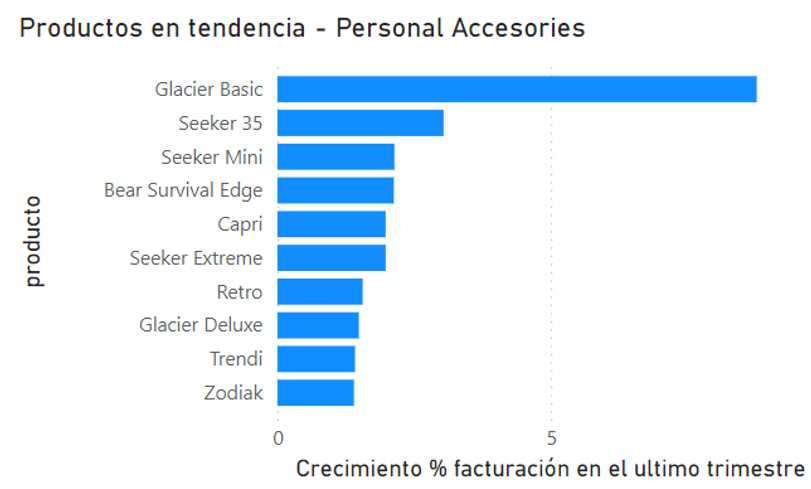 Productos en tendencia - Personal Accesories
Glacier Basic
Seeker 35
Seeker Mini
Bear Survival Edge
Capri
Seeker Extreme
Retro
Glacier Deluxe
Trendi
Zodiak
producto
0 5
Crecimiento % facturación en el ultimo trimestre